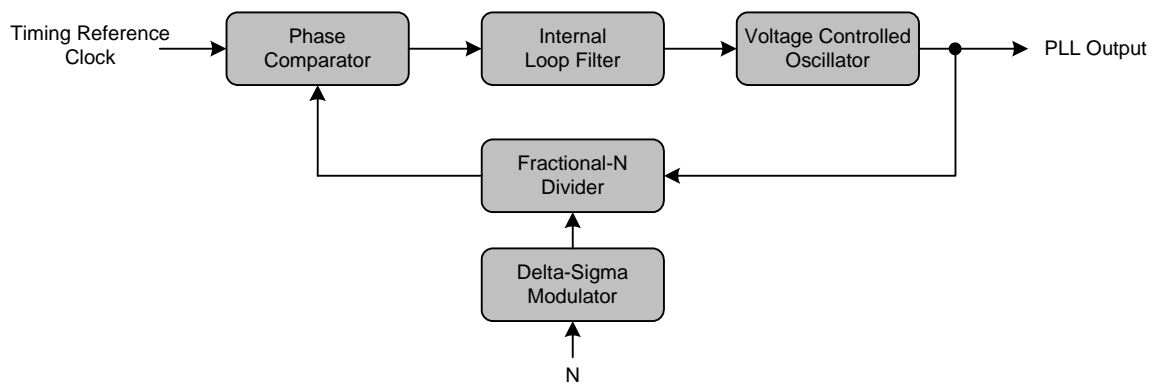 Timing Reference
Clock
Phase
Comparator
Internal
Loop Filter
Voltage Controlled
Oscillator
PLL Output
Fractional-N
Divider
Delta-Sigma
Modulator
N